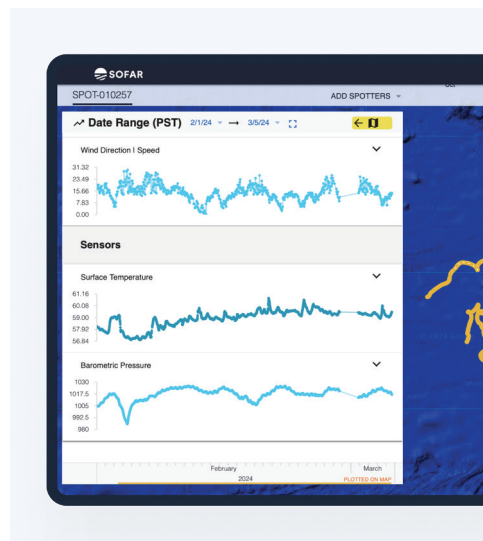 SOFAR
SPOT-010257
ADD SPOTTERS
Date Range (PST) 2/1/24 → 3/5/24
Wind Direction | Speed
31.32
23.49
15.66
7.83
0.00
Sensors
Surface Temperature
61.16
60.08
59.00
57.92
56.84
Barometric Pressure
1030
1017.5
1005
992.5
980
February
March
2024
PLOTTED ON MAP